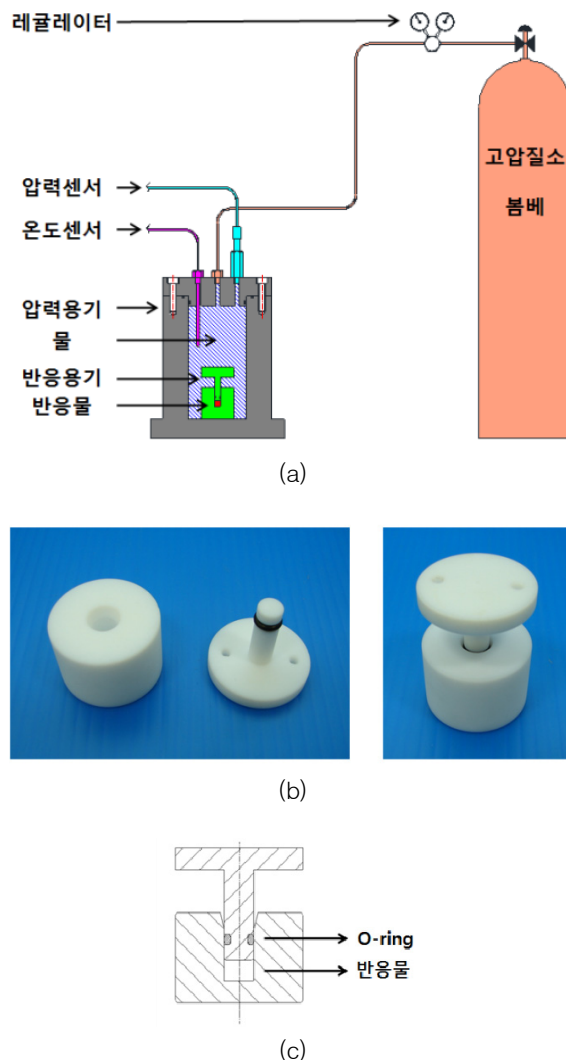 레귤레이터
고압질소
봄베
압력센서
온도센서
압력용기
물
반응용기
반응물
(a)
(b)
O-ring
반응물
(c)